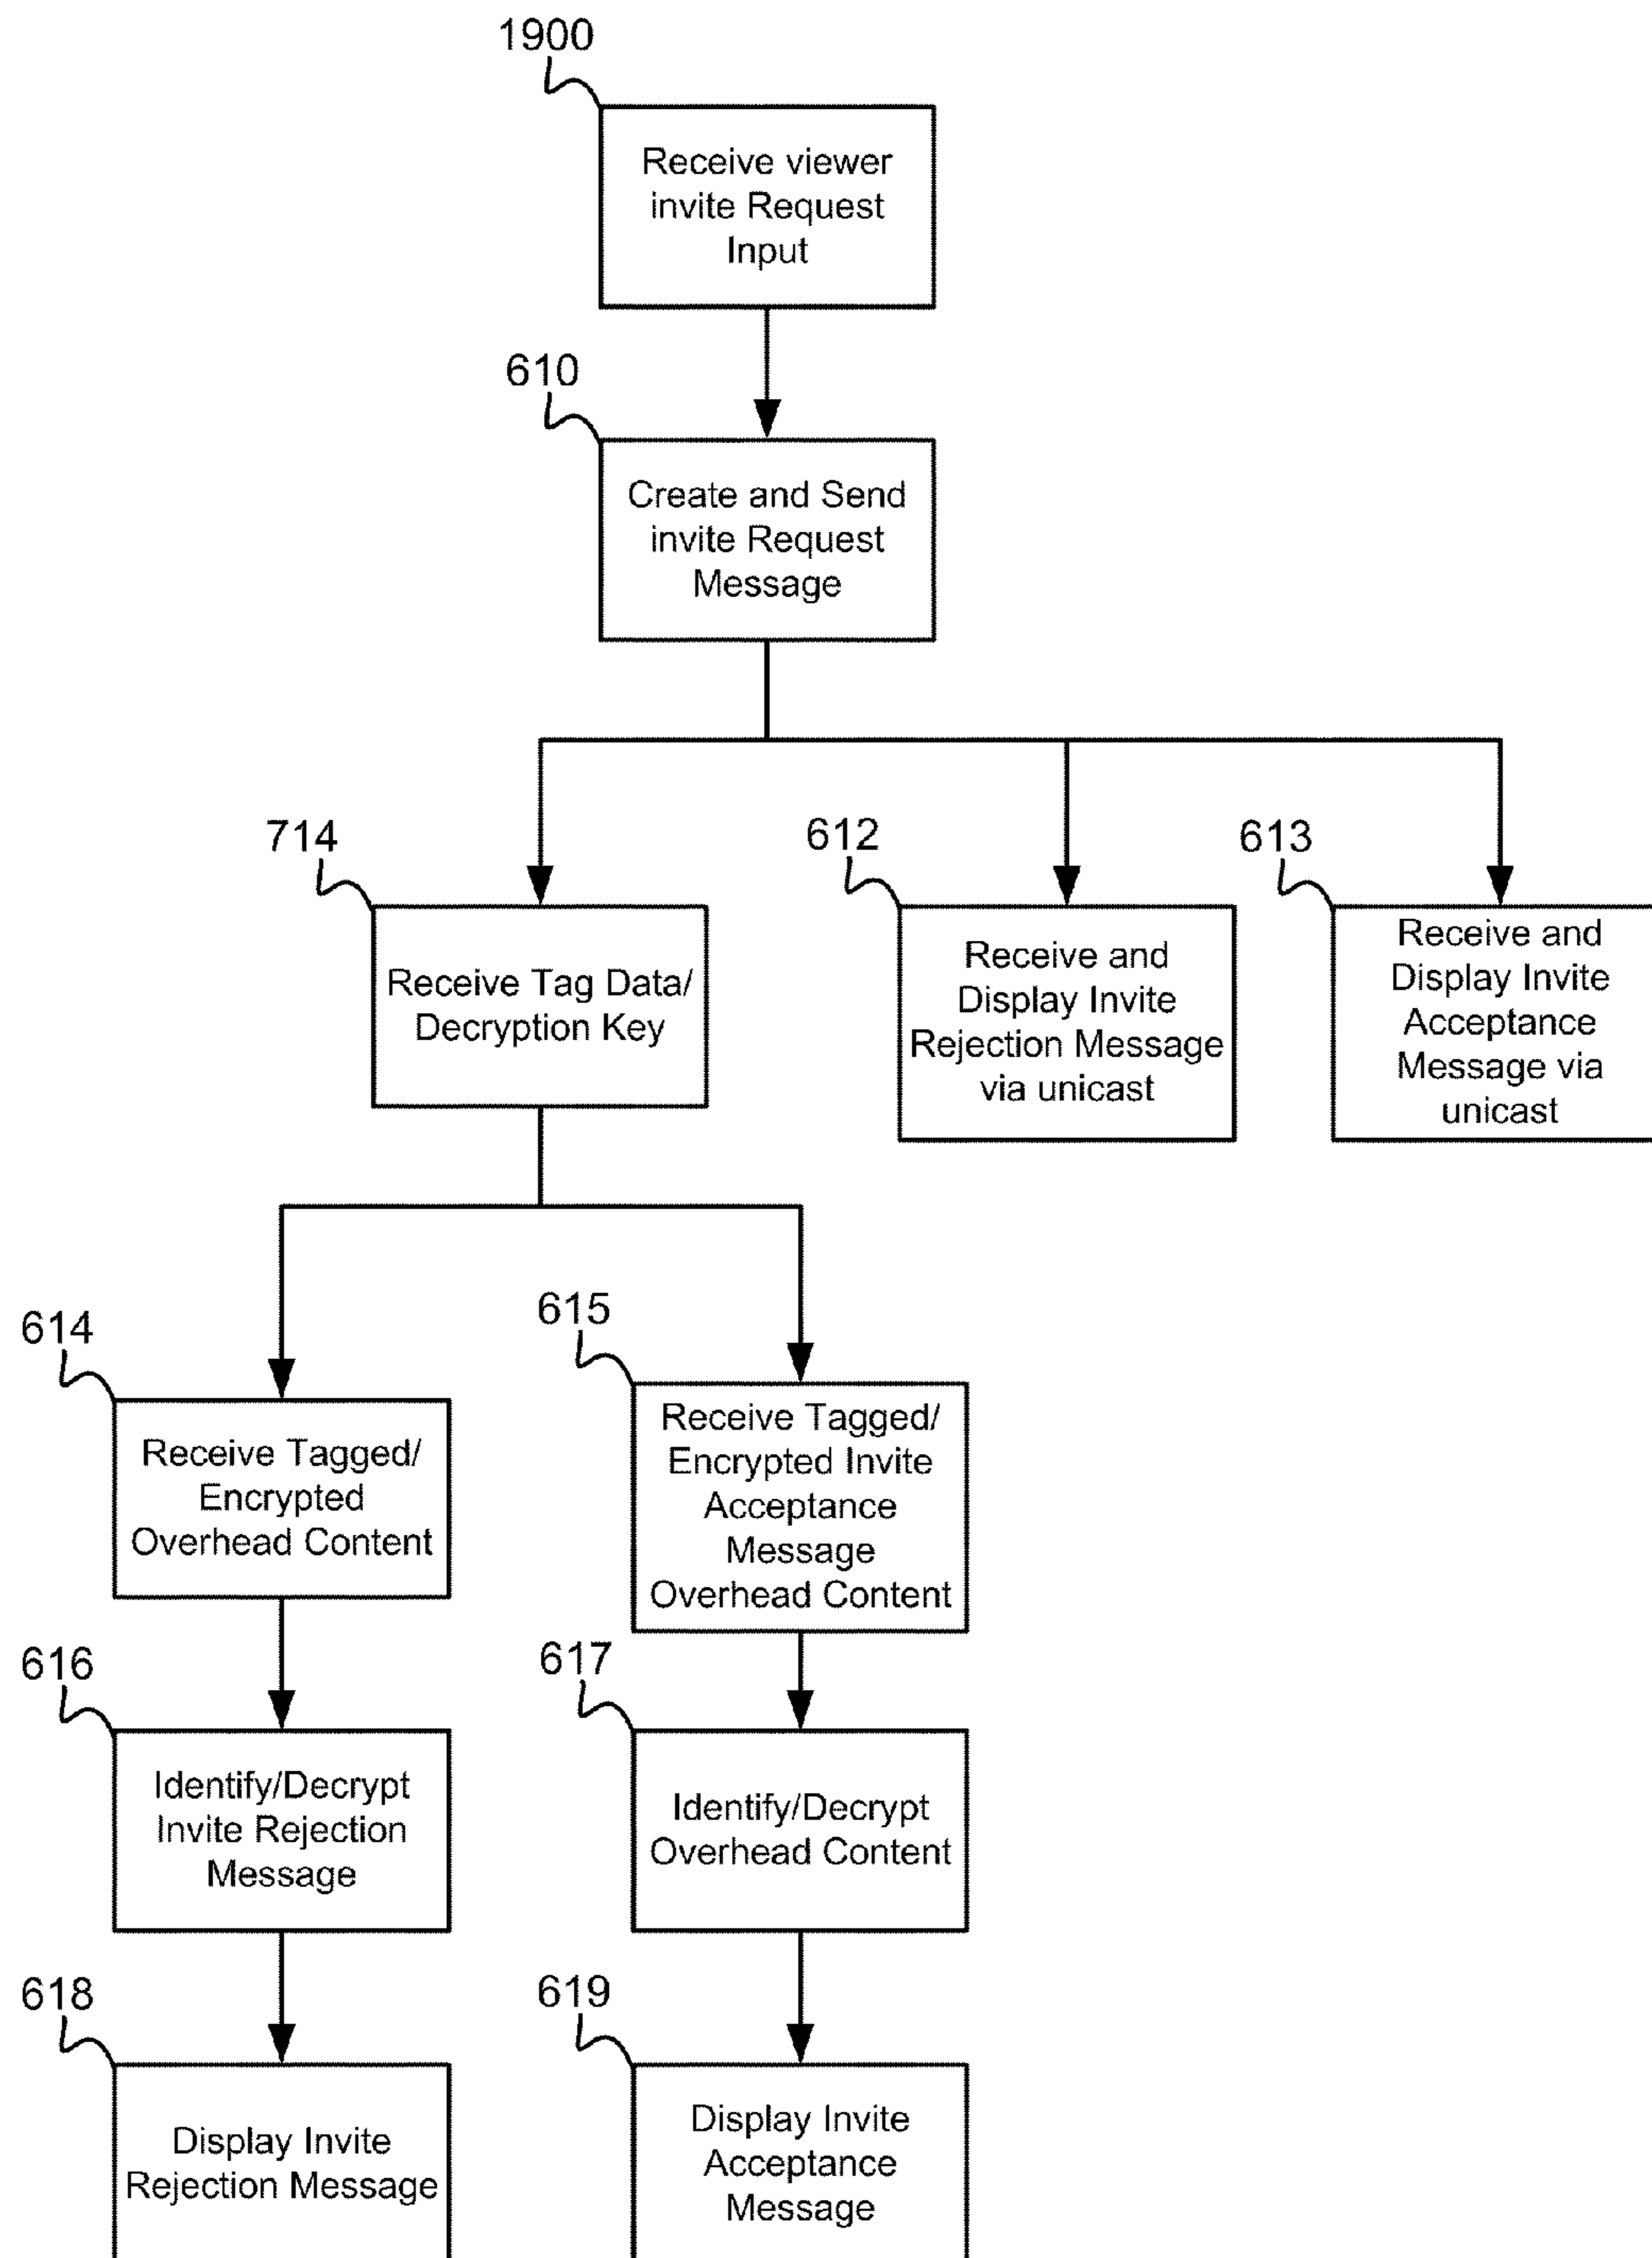 1900
Receive viewer
invite Request
Input
610
Create and Send
invite Request
Message
714
Receive Tag Data/
Decryption Key
612
Receive and
Display Invite
Rejection Message
via unicast
613
Receive and
Display Invite
Acceptance
Message via
unicast
614
Receive Tagged/
Encrypted
Overhead Content
615
Receive Tagged/
Encrypted Invite
Acceptance
Message
Overhead Content
616
Identify/Decrypt
Invite Rejection
Message
617
Identify/Decrypt
Overhead Content
618
Display Invite
Rejection Message
619
Display Invite
Acceptance
Message